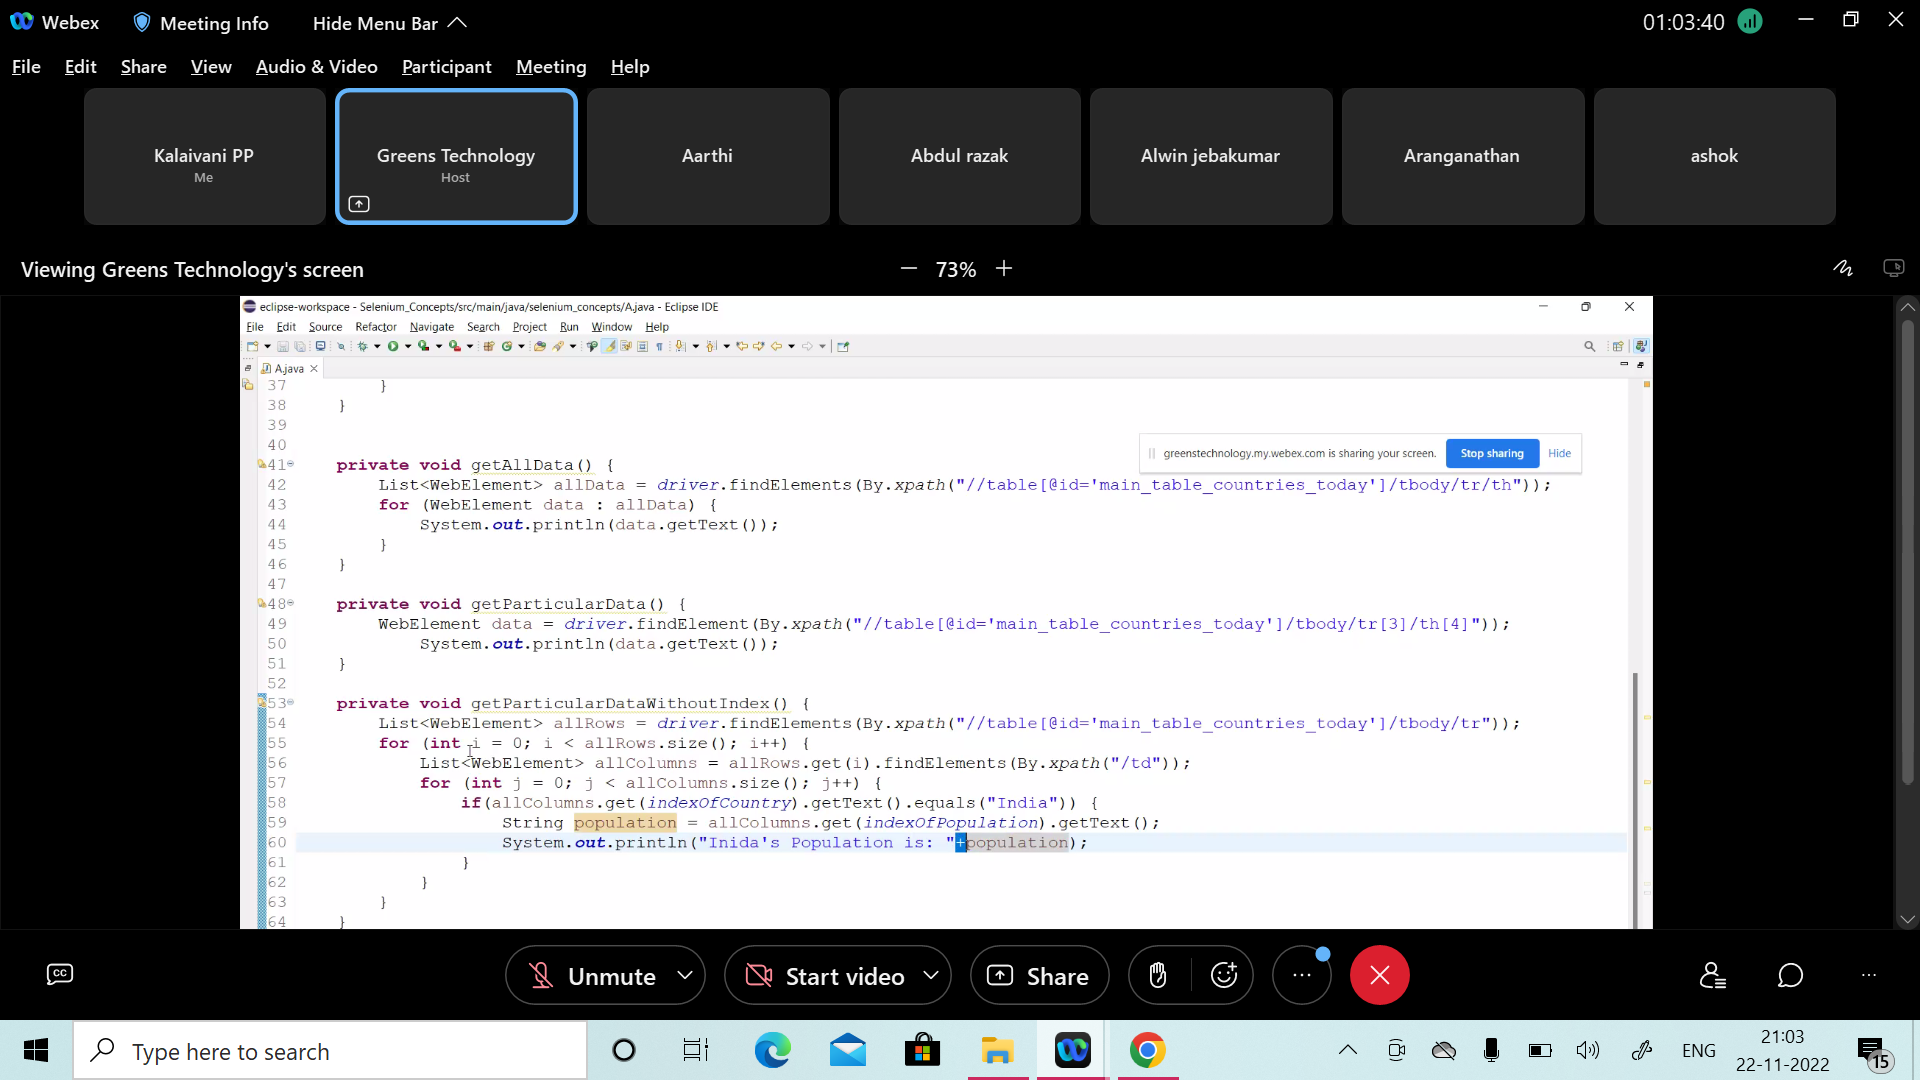 Webex Meeting Info Hide Menu Bar 01:03:40
File Edit Share View Audio & Video Participant Meeting Help
Kalaivani PP
Me
Greens Technology
Host
Aarthi
Abdul razak
Alwin jebakumar
Aranganathan
ashok
Viewing Greens Technology's screen
73%
eclipse-workspace - Selenium_Concepts/src/main/java/selenium_concepts/A.java - Eclipse IDE
File Edit Source Refactor Navigate Search Project Run Window Help
A.java
37 }
38 }
39
40
greenstechnology.my.webex.com is sharing your screen. Stop sharing Hide
41 private void getAllData() {
42 List<WebElement> allData = driver.findElements(By.xpath("//table[@id='main_table_countries_today']/tbody/tr/th"));
43 for (WebElement data : allData) {
44 System.out.println(data.getText());
45 }
46 }
47
48 private void getParticularData() {
49 WebElement data = driver.findElement(By.xpath("//table[@id='main_table_countries_today']/tbody/tr[3]/th[4]"));
50 System.out.println(data.getText());
51 }
52
53 private void getParticularDataWithoutIndex() {
54 List<WebElement> allRows = driver.findElements(By.xpath("//table[@id='main_table_countries_today']/tbody/tr"));
55 for (int i = 0; i < allRows.size(); i++) {
56 List<WebElement> allColumns = allRows.get(i).findElements(By.xpath("/td"));
57 for (int j = 0; j < allColumns.size(); j++) {
58 if(allColumns.get(indexOfCountry).getText().equals("India")) {
59 String population = allColumns.get(indexOfPopulation).getText();
60 System.out.println("Inida's Population is: "+population);
61 }
62 }
63 }
64 }
CC
Unmute Start video Share
Type here to search
ENG
21:03
22-11-2022
15